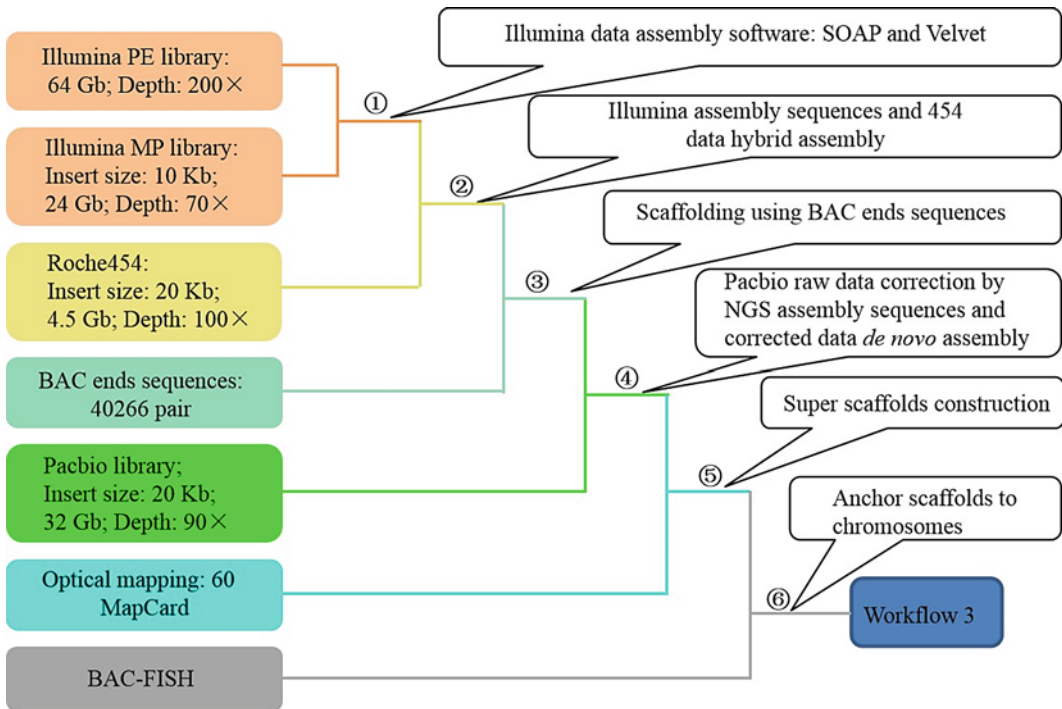 Illumina PE library:
64 Gb; Depth: 200×
Illumina MP library:
Insert size: 10 Kb;
24 Gb; Depth: 70×
Roche454:
Insert size: 20 Kb;
4.5 Gb; Depth: 100×
BAC ends sequences:
40266 pair
Pacbio library;
Insert size: 20 Kb;
32 Gb; Depth: 90×
Optical mapping: 60
MapCard
BAC-FISH
①
Illumina data assembly software: SOAP and Velvet
②
Illumina assembly sequences and 454
data hybrid assembly
③
Scaffolding using BAC ends sequences
④
Pacbio raw data correction by
NGS assembly sequences and
corrected data de novo assembly
⑤
Super scaffolds construction
⑥
Anchor scaffolds to
chromosomes
Workflow 3